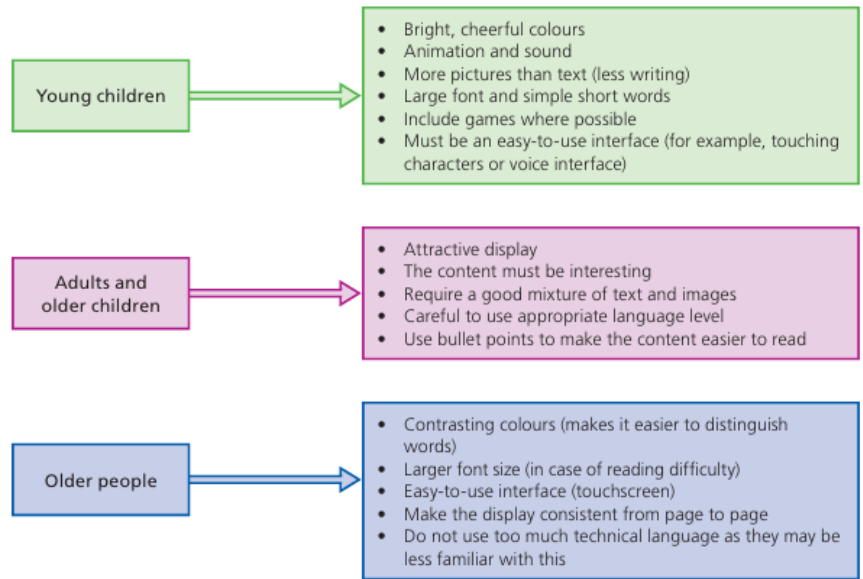 Young children
• Bright, cheerful colours
• Animation and sound
• More pictures than text (less writing)
• Large font and simple short words
• Include games where possible
• Must be an easy-to-use interface (for example, touching
characters or voice interface)
Adults and
older children
• Attractive display
• The content must be interesting
• Require a good mixture of text and images
• Careful to use appropriate language level
• Use bullet points to make the content easier to read
Older people
• Contrasting colours (makes it easier to distinguish
words)
• Larger font size (in case of reading difficulty)
• Easy-to-use interface (touchscreen)
• Make the display consistent from page to page
• Do not use too much technical language as they may be
less familiar with this